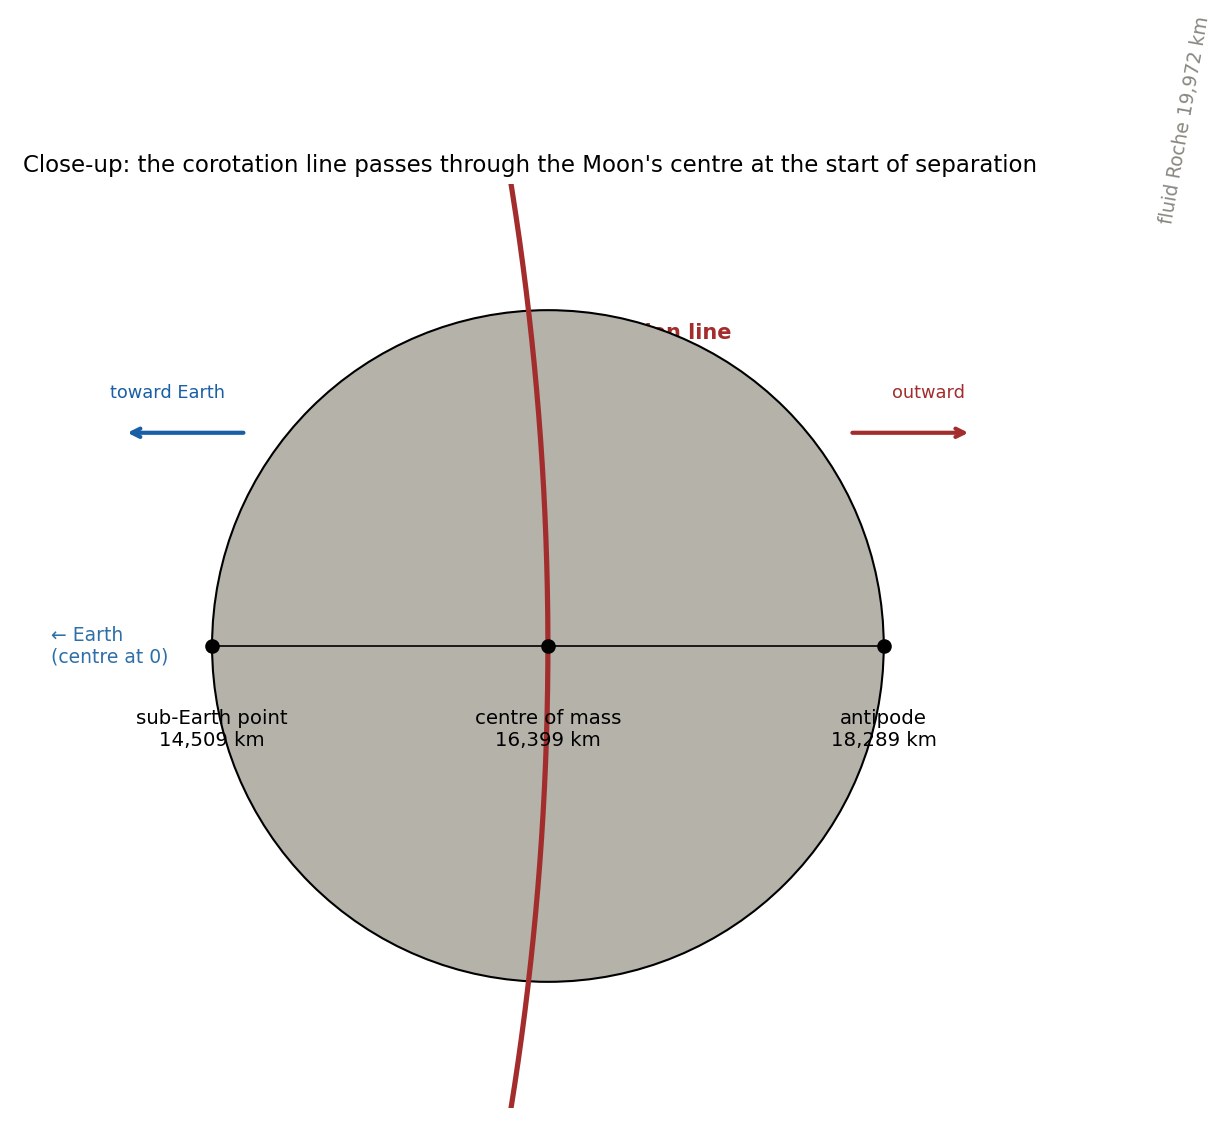 fluid Roche 19,972 km
Close-up: the corotation line passes through the Moon's centre at the start of separation
line
toward Earth
outward
← Earth
(centre at 0)
sub-Earth point
14,509 km
centre of mass
16,399 km
antipode
18,289 km